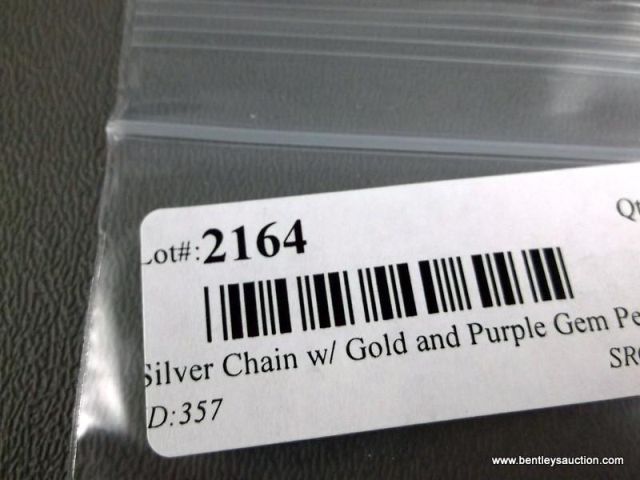 Lot#:2164
Qt
Silver Chain w/ Gold and Purple Gem Pe
SR
D:357
www.bentleysauction.com